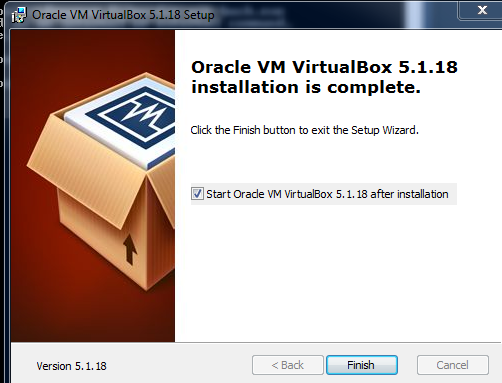 Oracle VM VirtualBox 5.1.18 Setup
Oracle VM VirtualBox 5.1.18
installation is complete.
Click the Finish button to exit the Setup Wizard.
Start Oracle VM VirtualBox 5.1.18 after installation
Version 5.1.18
< Back
Finish
Cancel